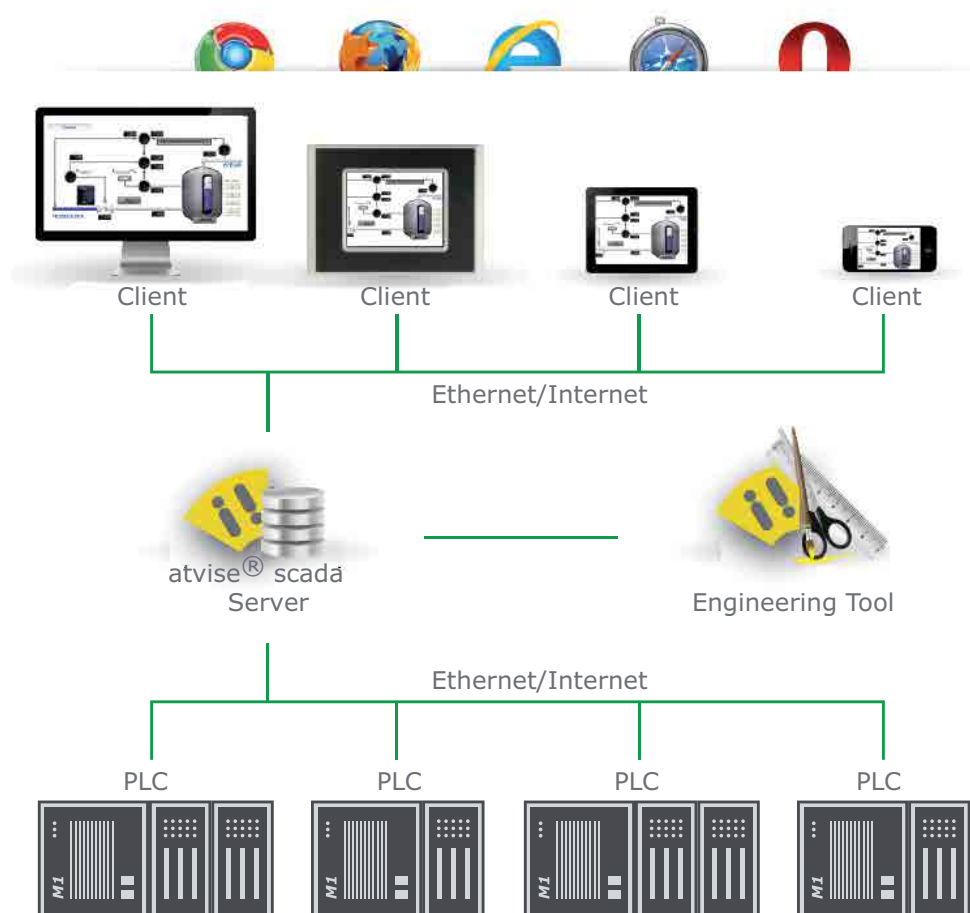 Client
Client
Client
Client
Ethernet/Internet
atvise® scada
Server
Engineering Tool
Ethernet/Internet
PLC
PLC
PLC
PLC
M1
M1
M1
M1